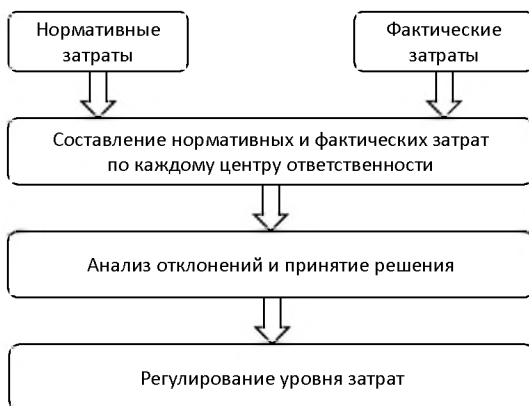 Нормативные
затраты
Фактические
затраты
Составление нормативных и фактических затрат
по каждому центру ответственности
Анализ отклонений и принятие решения
Регулирование уровня затрат